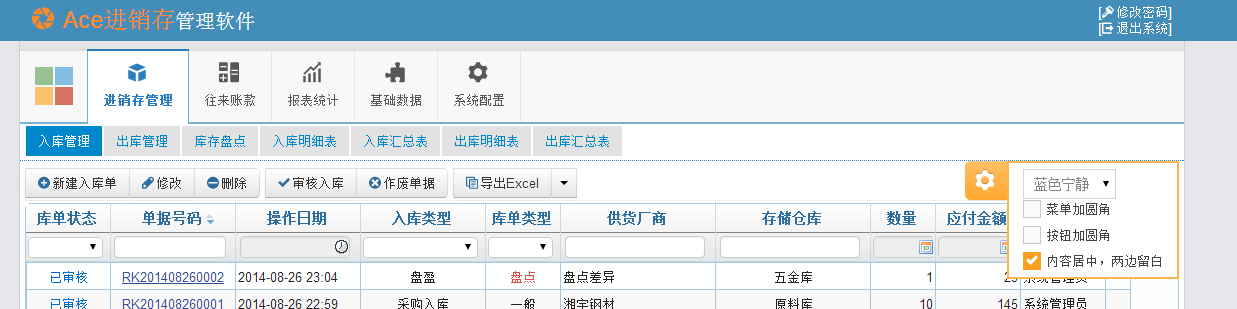 Ace进销存管理软件
[修改密码]
[退出系统]
进销存管理 往来账款 报表统计 基础数据 系统配置
入库管理 出库管理 库存盘点 入库明细表 入库汇总表 出库明细表 出库汇总表
新建入库单 修改 删除 审核入库 作废单据 导出Excel
蓝色宁静
菜单加圆角
按钮加圆角
内容居中，两边留白
库单状态 单据号码 操作日期 入库类型 库单类型 供货厂商 存储仓库 数量 应付金额
已审核 RK201408260002 2014-08-26 23:04 盘盈 盘点 盘点差异 五金库 1 系统管理员
已审核 RK201408260001 2014-08-26 22:59 采购入库 一般 湘宇钢材 原料库 10 145 系统管理员